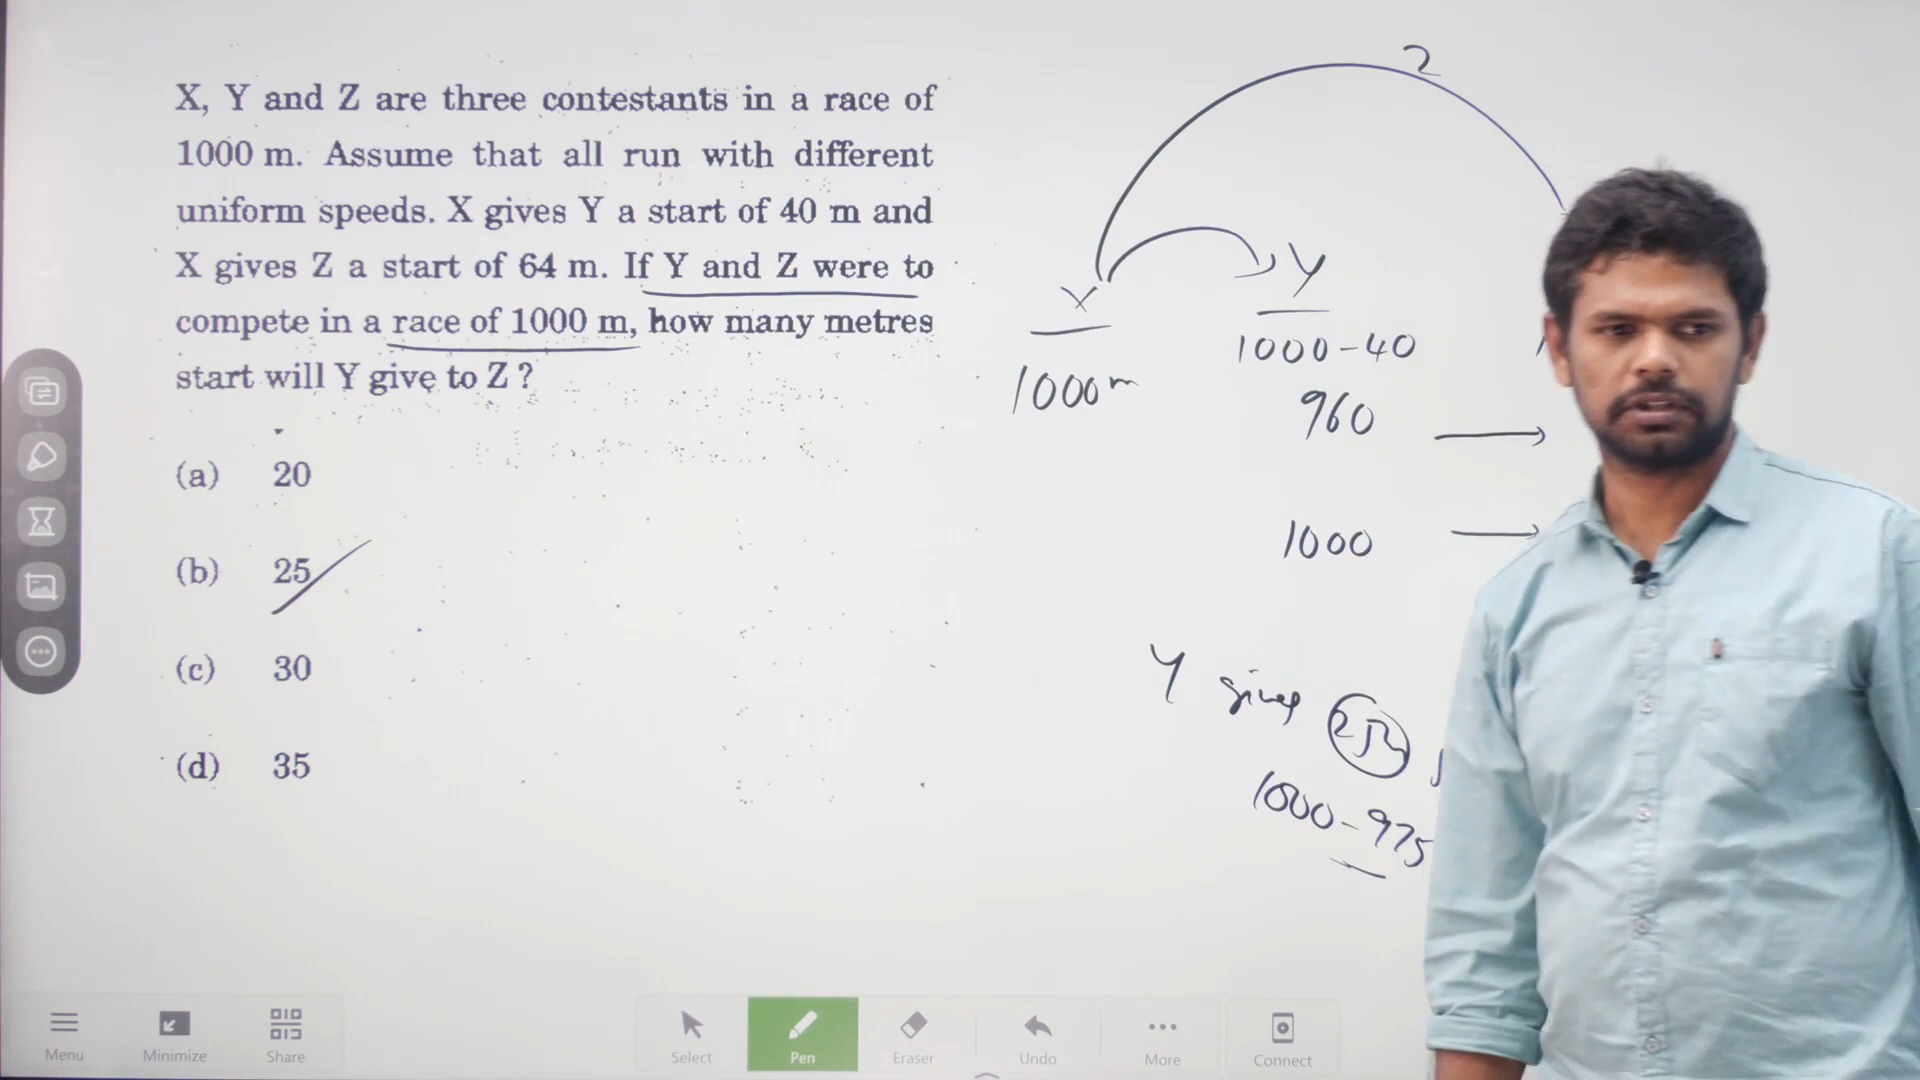 X, Y and Z are three contestants in a race of
1000 m. Assume that all run with different
uniform speeds. X gives Y a start of 40 m and
X gives Z a start of 64 m. If Y and Z were to
compete in a race of 1000 m, how many metres
start will Y give to Z ?
(a) 20
(b) 25
(c) 30
(d) 35
X
1000 m
Y
1000-40
960
1000
Y gives
1000-975
Menu
Minimize
Share
Select
Pen
Eraser
Undo
More
Connect